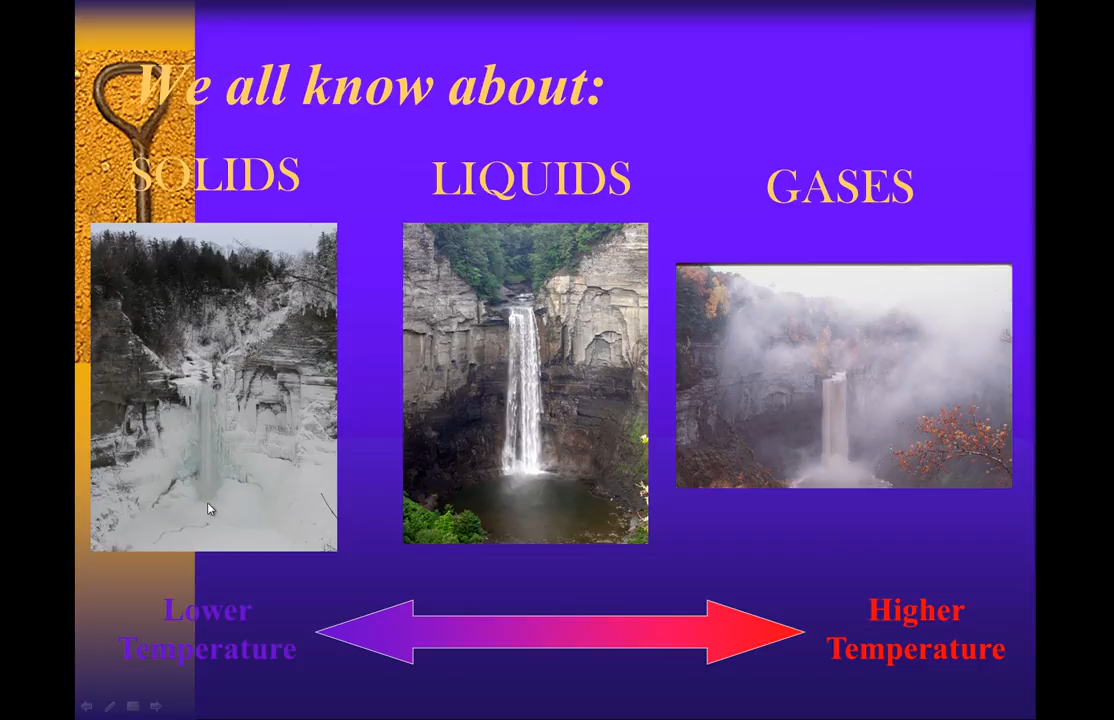 We all know about:
SOLIDS
LIQUIDS
GASES
Lower
Temperature
Higher
Temperature